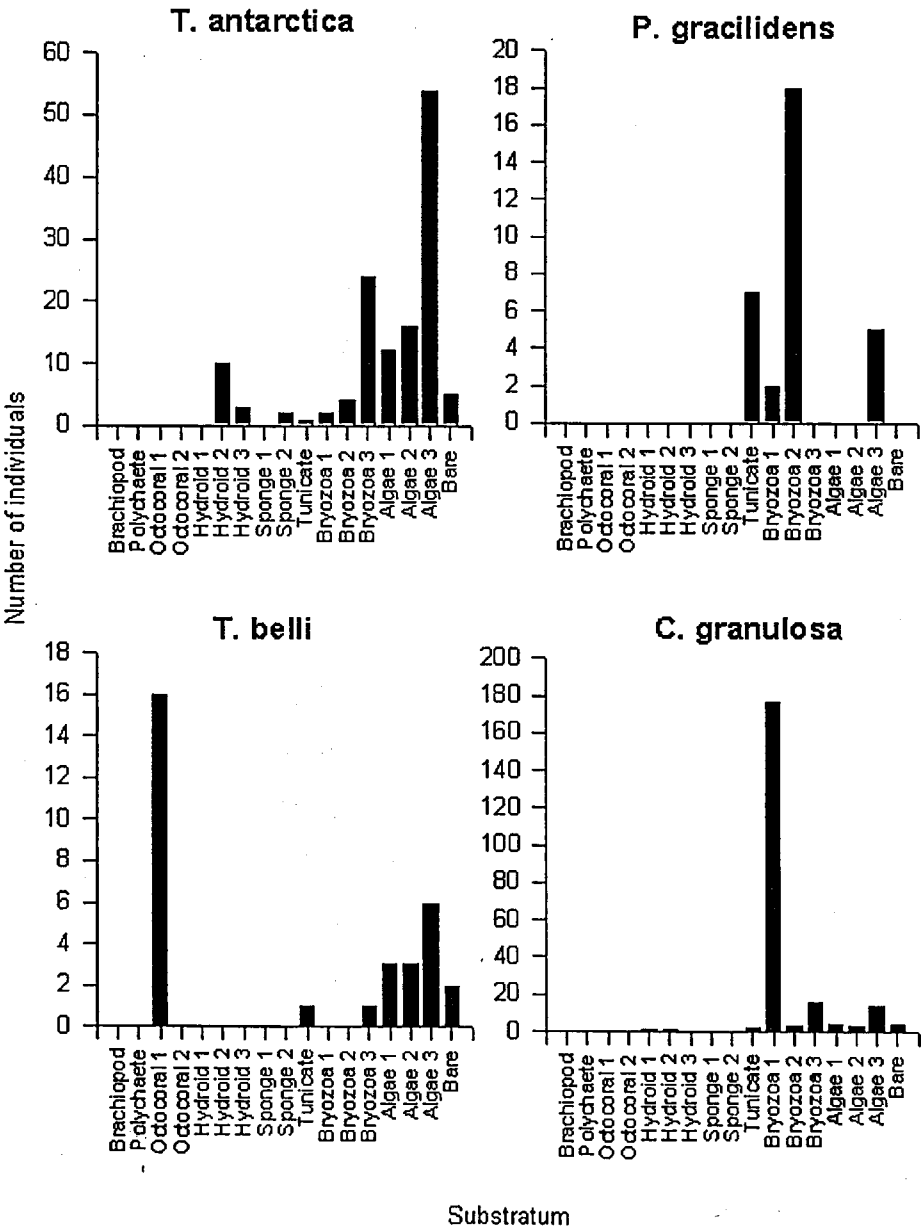 T. antarctica
60
50
40
30
20
10
0
Brachiopod
Polychaete
Octocoral 1
Octocoral 2
Hydroid 1
Hydroid 2
Hydroid 3
Sponge 1
Sponge 2
Tunicate
Bryozoa 1
Bryozoa 2
Bryozoa 3
Algae 1
Algae 2
Algae 3
Bare
P. gracilidens
20
18
16
14
12
10
8
6
4
2
0
Brachiopod
Polychaete
Octocoral 1
Octocoral 2
Hydroid 1
Hydroid 2
Hydroid 3
Sponge 1
Sponge 2
Tunicate
Bryozoa 1
Bryozoa 2
Bryozoa 3
Algae 1
Algae 2
Algae 3
Bare
Number of individuals
T. belli
18
16
14
12
10
8
6
4
2
0
Brachiopod
Polychaete
Octocoral 1
Octocoral 2
Hydroid 1
Hydroid 2
Hydroid 3
Sponge 1
Sponge 2
Tunicate
Bryozoa 1
Bryozoa 2
Bryozoa 3
Algae 1
Algae 2
Algae 3
Bare
C. granulosa
200
180
160
140
120
100
80
60
40
20
0
Brachiopod
Polychaete
Octocoral 1
Octocoral 2
Hydroid 1
Hydroid 2
Hydroid 3
Sponge 1
Sponge 2
Tunicate
Bryozoa 1
Bryozoa 2
Bryozoa 3
Algae 1
Algae 2
Algae 3
Bare
Substratum